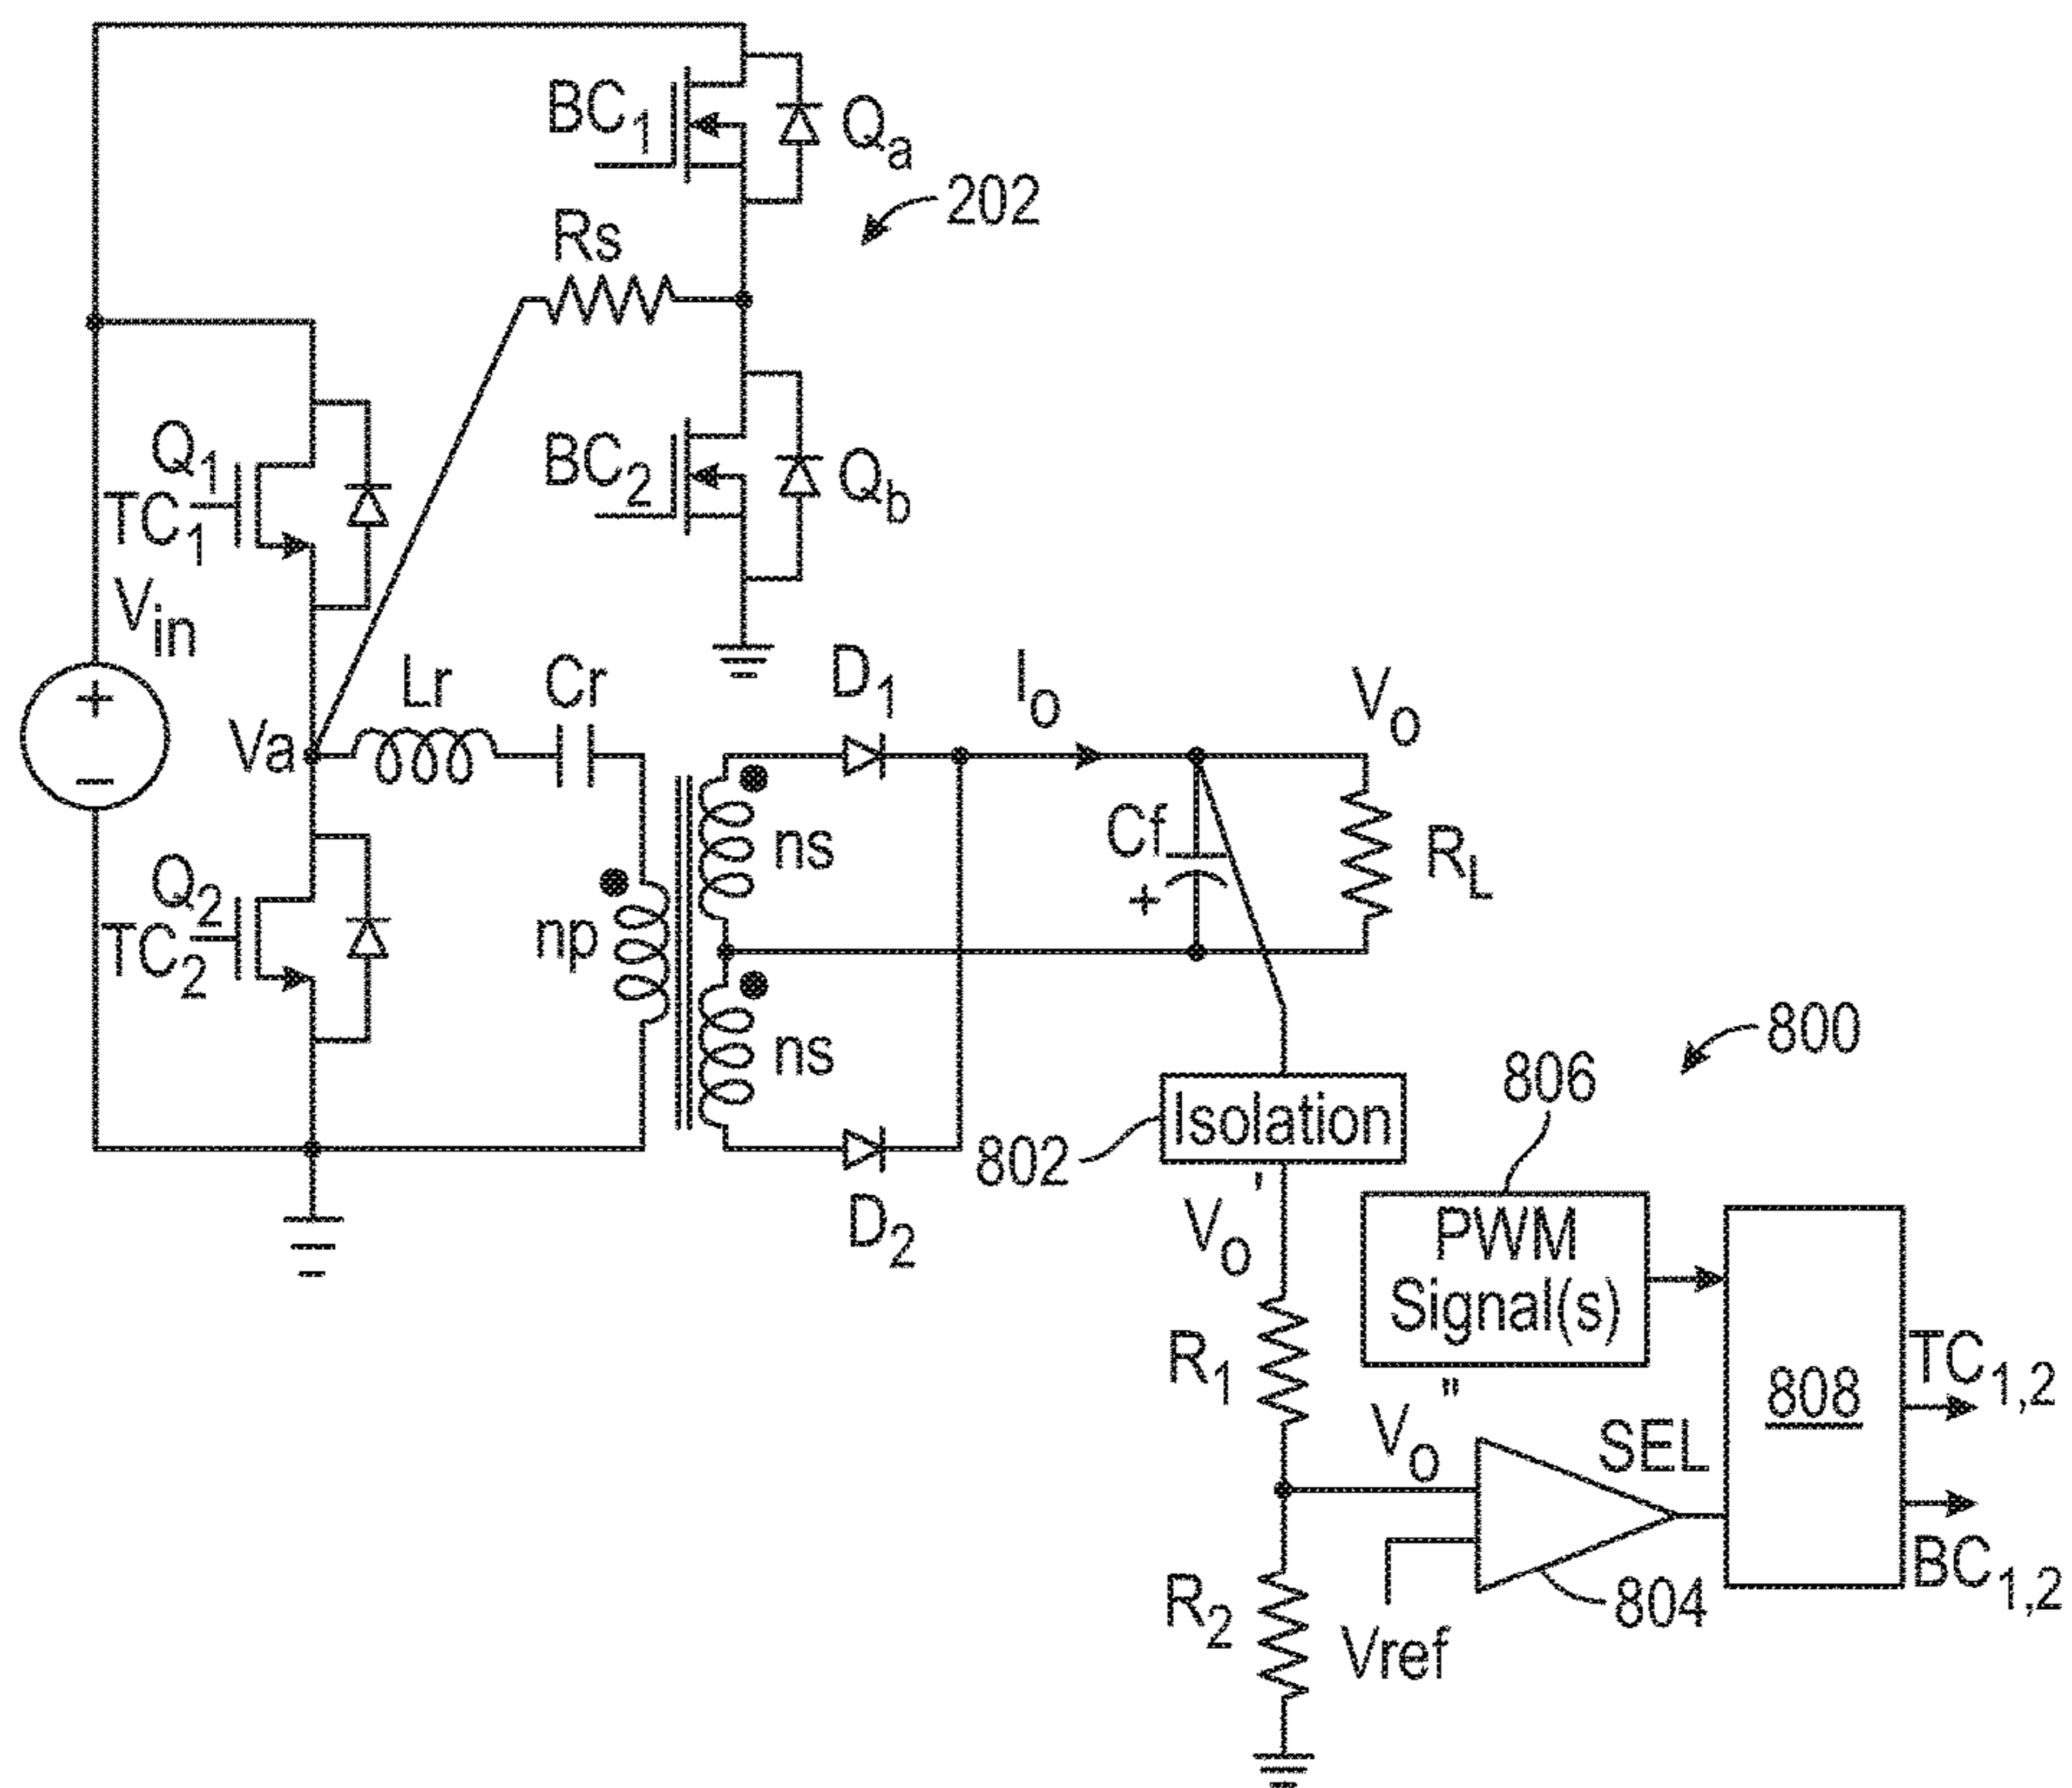 BC1
Qa
202
Rs
Q1
TC1
BC2
Qb
Vin
+
−
Va
Lr
Cr
D1
Io
Vo
Q2
TC2
np
ns
Cf
+
RL
ns
800
806
802
Isolation
D2
Vo'
PWM
Signal(s)
R1
Vo"
SEL
808
TC1,2
BC1,2
R2
Vref
804